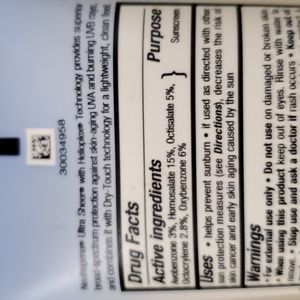 Neutrogena® Ultra Sheer® with Helioplex® Technology provides superior
broad-spectrum protection against skin-aging UVA and burning UVB rays,
and combines it with Dry-Touch technology for a lightweight, clean feel
30034958
Drug Facts
Active ingredients Purpose
Avobenzone 3%, Homosalate 15%, Octisalate 5%,
Octocrylene 2.8%, Oxybenzone 6% } Sunscreen
Uses • helps prevent sunburn • if used as directed with other
sun protection measures (see Directions), decreases the risk of
skin cancer and early skin aging caused by the sun
Warnings
• For external use only • Do not use on damaged or broken skin
• When using this product keep out of eyes. Rinse with water to
remove. • Stop use and ask a doctor if rash occurs • Keep out of